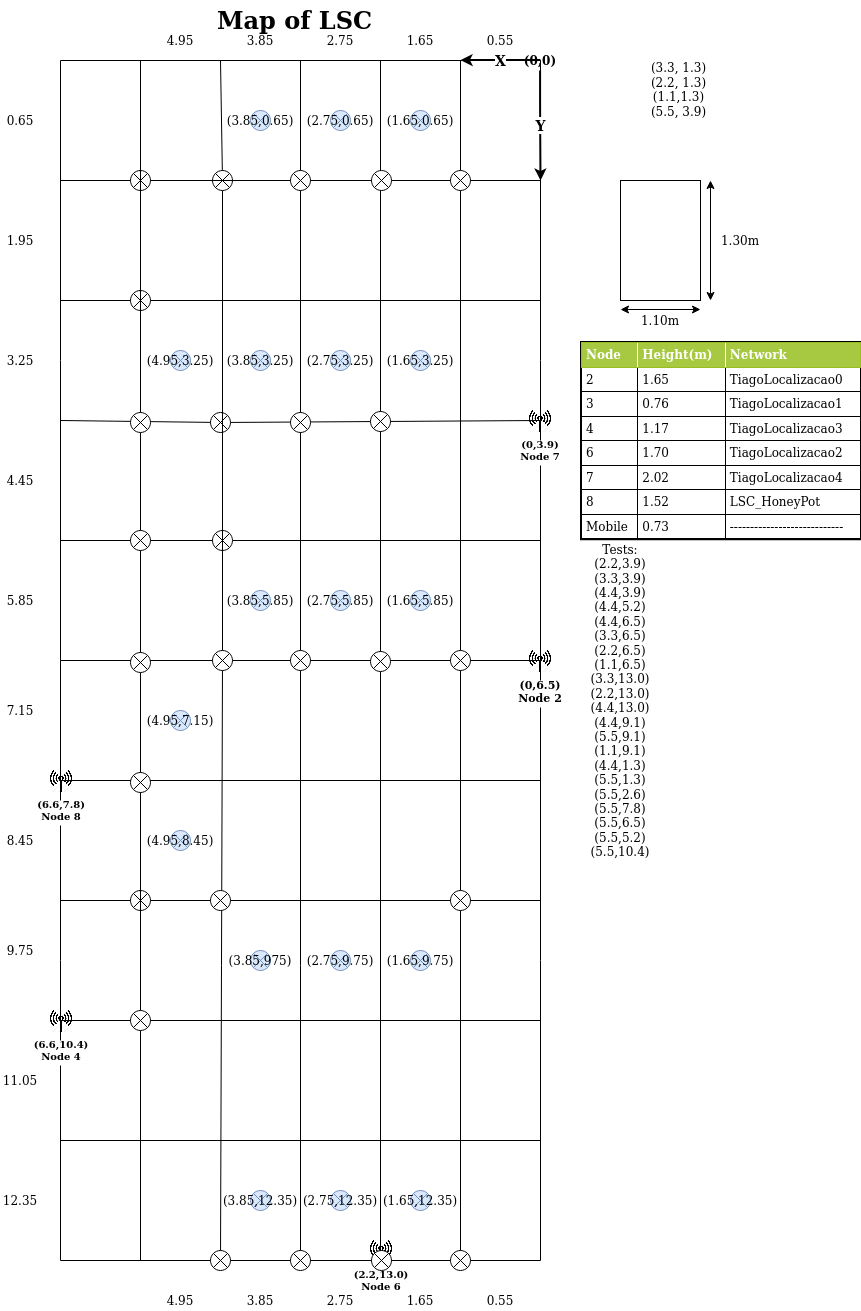 Map of LSC
4.95 3.85 2.75 1.65 0.55
X (0,0)
Y
(3.3, 1.3)
(2.2, 1.3)
(1.1,1.3)
(5.5, 3.9)
0.65 (3.85,0.65) (2.75,0.65) (1.65,0.65)
1.95
1.30m
1.10m
3.25 (4.95,3.25) (3.85,3.25) (2.75,3.25) (1.65,3.25)
(0,3.9)
Node 7
4.45
5.85 (3.85,5.85) (2.75,5.85) (1.65,5.85)
(0,6.5)
Node 2
7.15 (4.95,7.15)
(6.6,7.8)
Node 8
8.45 (4.95,8.45)
9.75 (3.85,975) (2.75,9.75) (1.65,9.75)
(6.6,10.4)
Node 4
11.05
12.35 (3.85,12.35) (2.75,12.35) (1.65,12.35)
(2.2,13.0)
Node 6
4.95 3.85 2.75 1.65 0.55
Node Height(m) Network
2 1.65 TiagoLocalizacao0
3 0.76 TiagoLocalizacao1
4 1.17 TiagoLocalizacao3
6 1.70 TiagoLocalizacao2
7 2.02 TiagoLocalizacao4
8 1.52 LSC_HoneyPot
Mobile 0.73 ----------------------------
Tests:
(2.2,3.9)
(3.3,3.9)
(4.4,3.9)
(4.4,5.2)
(4.4,6.5)
(3.3,6.5)
(2.2,6.5)
(1.1,6.5)
(3.3,13.0)
(2.2,13.0)
(4.4,13.0)
(4.4,9.1)
(5.5,9.1)
(1.1,9.1)
(4.4,1.3)
(5.5,1.3)
(5.5,2.6)
(5.5,7.8)
(5.5,6.5)
(5.5,5.2)
(5.5,10.4)